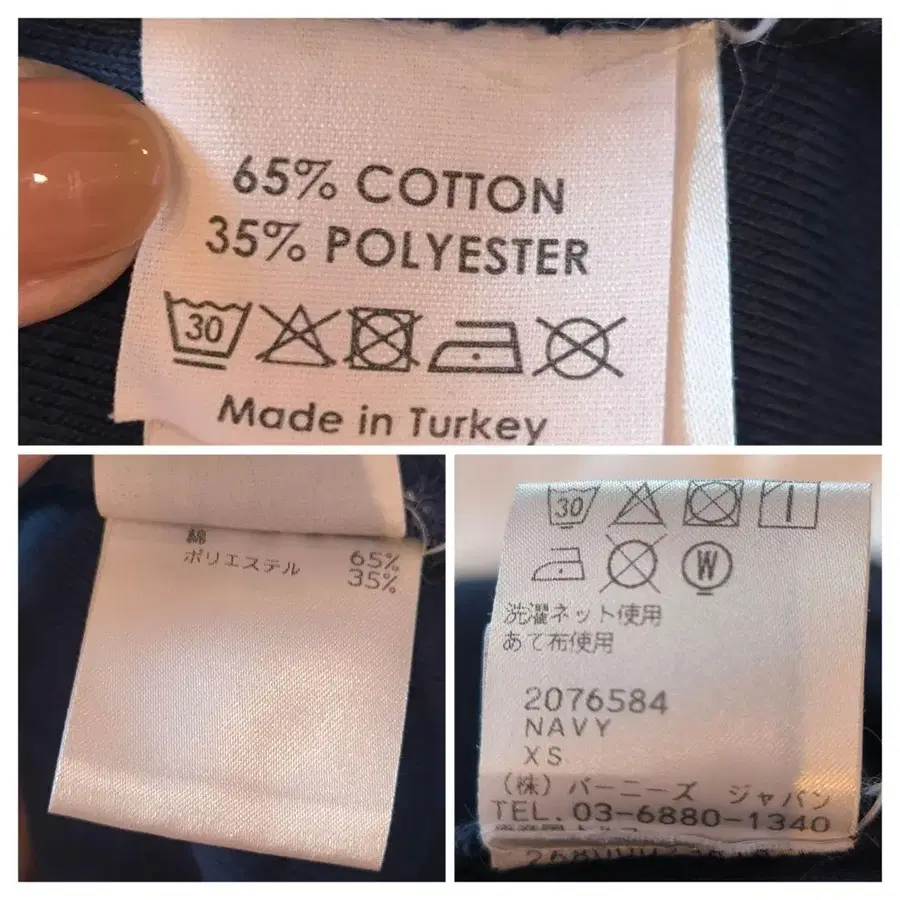 65% COTTON
35% POLYESTER
30
Made in Turkey
綿 65%
ポリエステル 35%
30
W
洗濯ネット使用
あて布使用
2076584
NAVY
XS
(株) バーニーズ ジャパン
TEL. 03-6880-1340